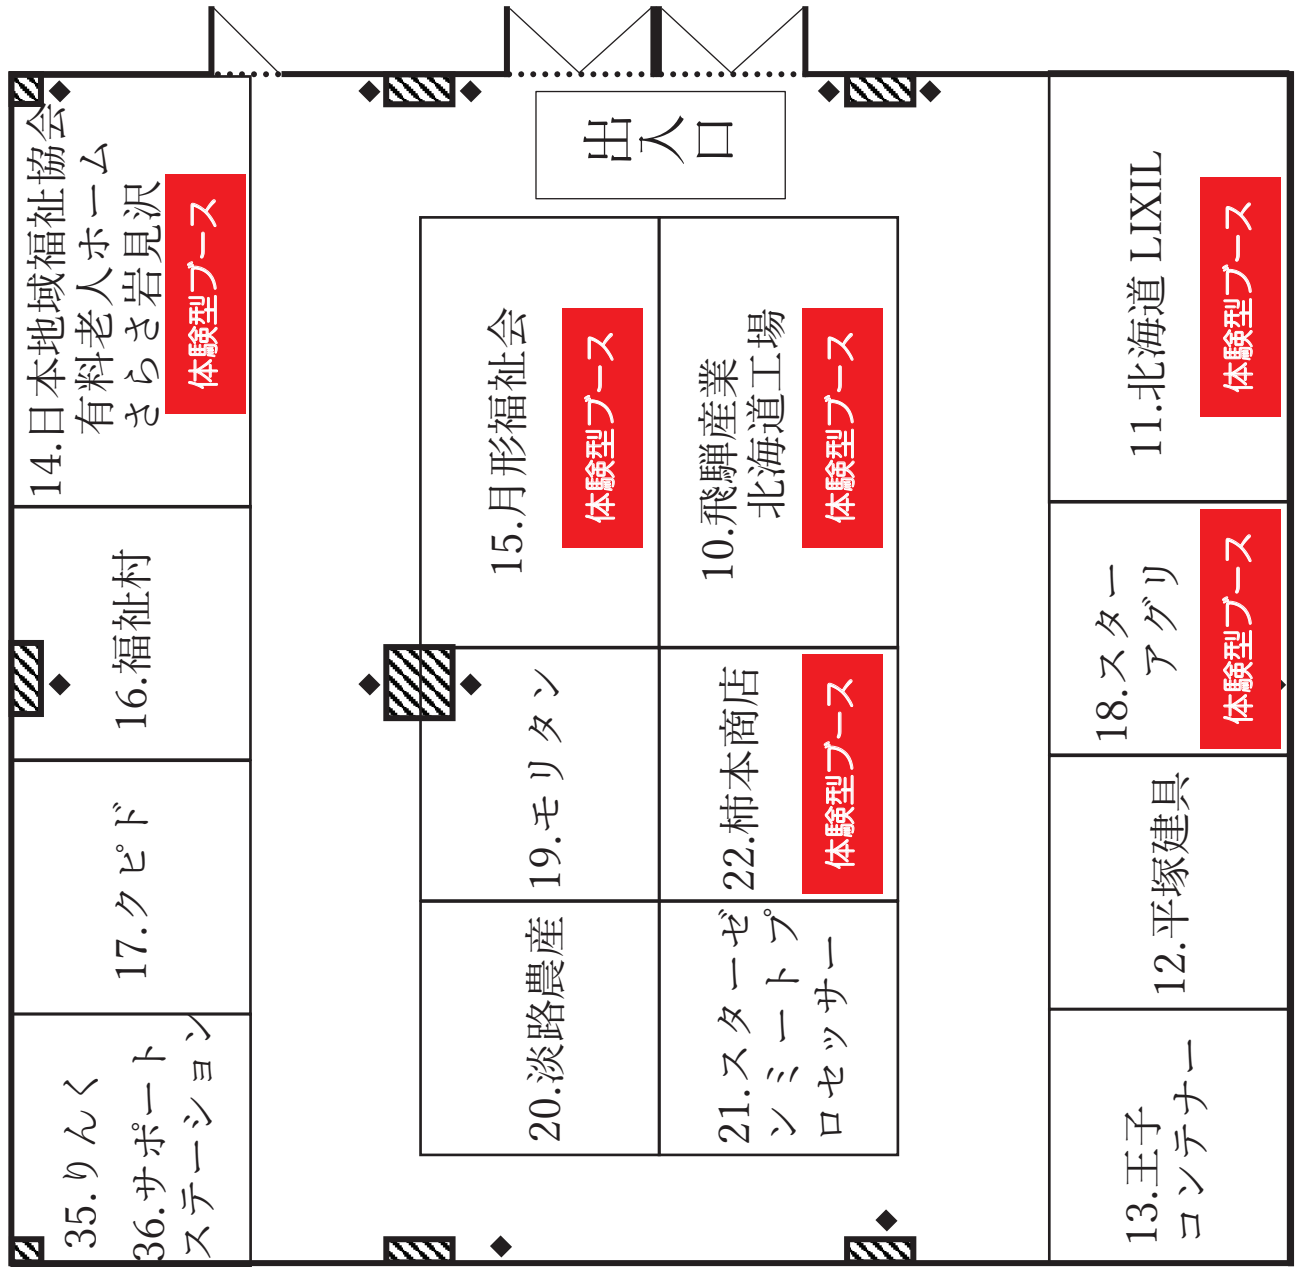 出入口
14.日本地域福祉協会
有料老人ホーム
さらさ岩見沢
体験型ブース
16.福祉村
17.クピド
35.りんく
36.サポート
ステーション
15.月形福祉会
体験型ブース
10.飛騨産業
北海道工場
体験型ブース
19.モリタン
22.柿本商店
体験型ブース
20.淡路農産
21.スターゼ
ンミートプ
ロセッサー
11.北海道 LIXIL
体験型ブース
18.スター
アグリ
体験型ブース
12.平塚建具
13.王子
コンテナー